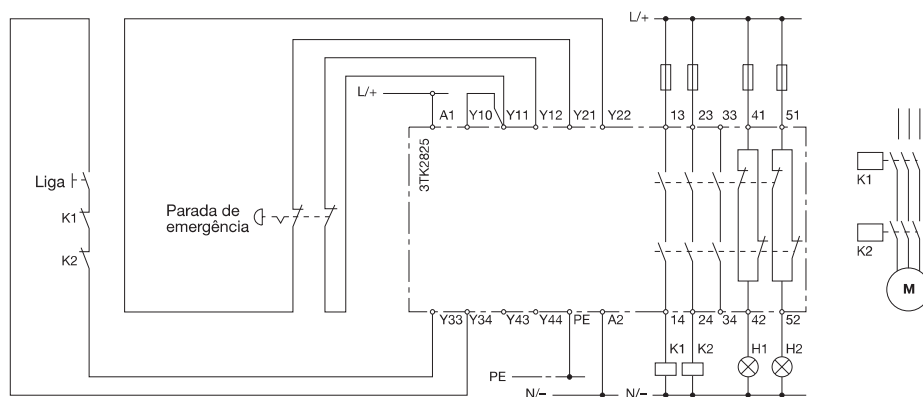 L/+
L/+
A1 Y10 Y11 Y12 Y21 Y22 13 23 33 41 51
3TK2825
Liga
K1
K2
Parada de
emergência
K1
K2
M
Y33 Y34 Y43 Y44 PE A2 14 24 34 42 52
K1 K2 H1 H2
PE
N/– N/–